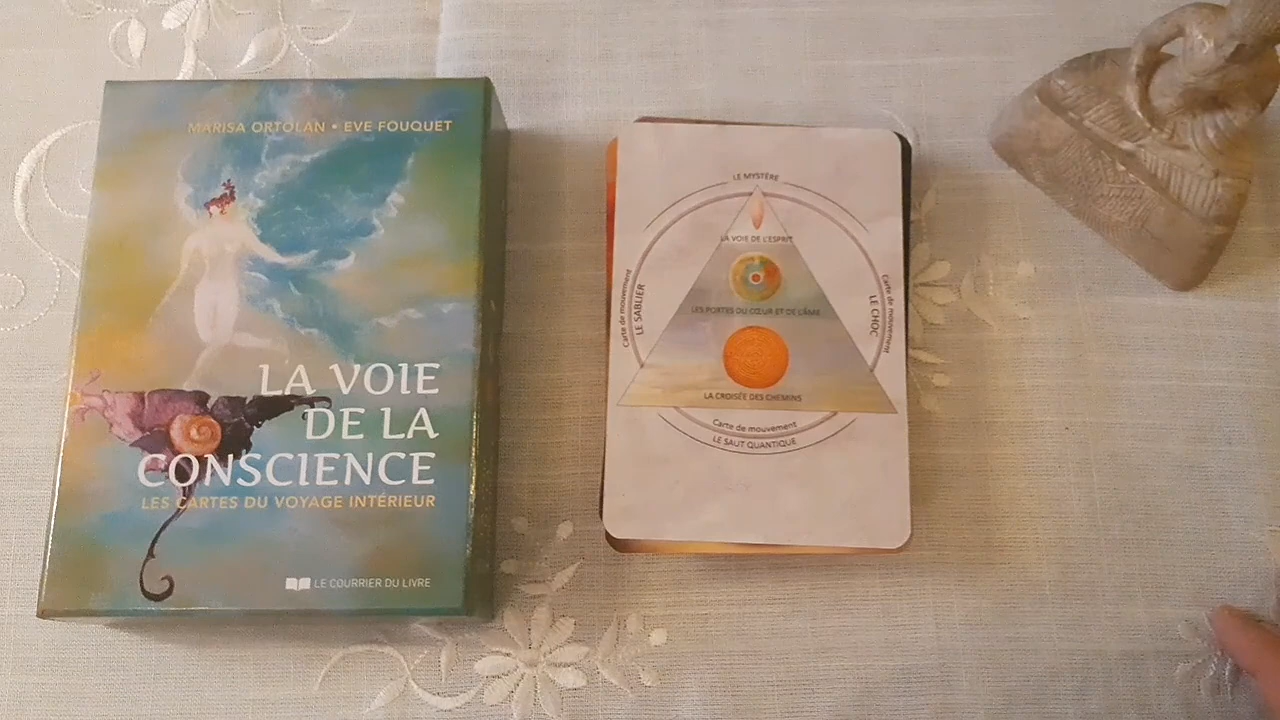 MARISA ORTOLAN • EVE FOUQUET
LA VOIE
DE LA
CONSCIENCE
LES CARTES DU VOYAGE INTÉRIEUR
LE COURRIER DU LIVRE
LE MYSTÈRE
LA VOIE DE L'ESPRIT
LES PORTES DU CŒUR ET DE L'ÂME
LA CROISÉE DES CHEMINS
Carte de mouvement
LE SABLIER
Carte de mouvement
LE CHOC
Carte de mouvement
LE SAUT QUANTIQUE